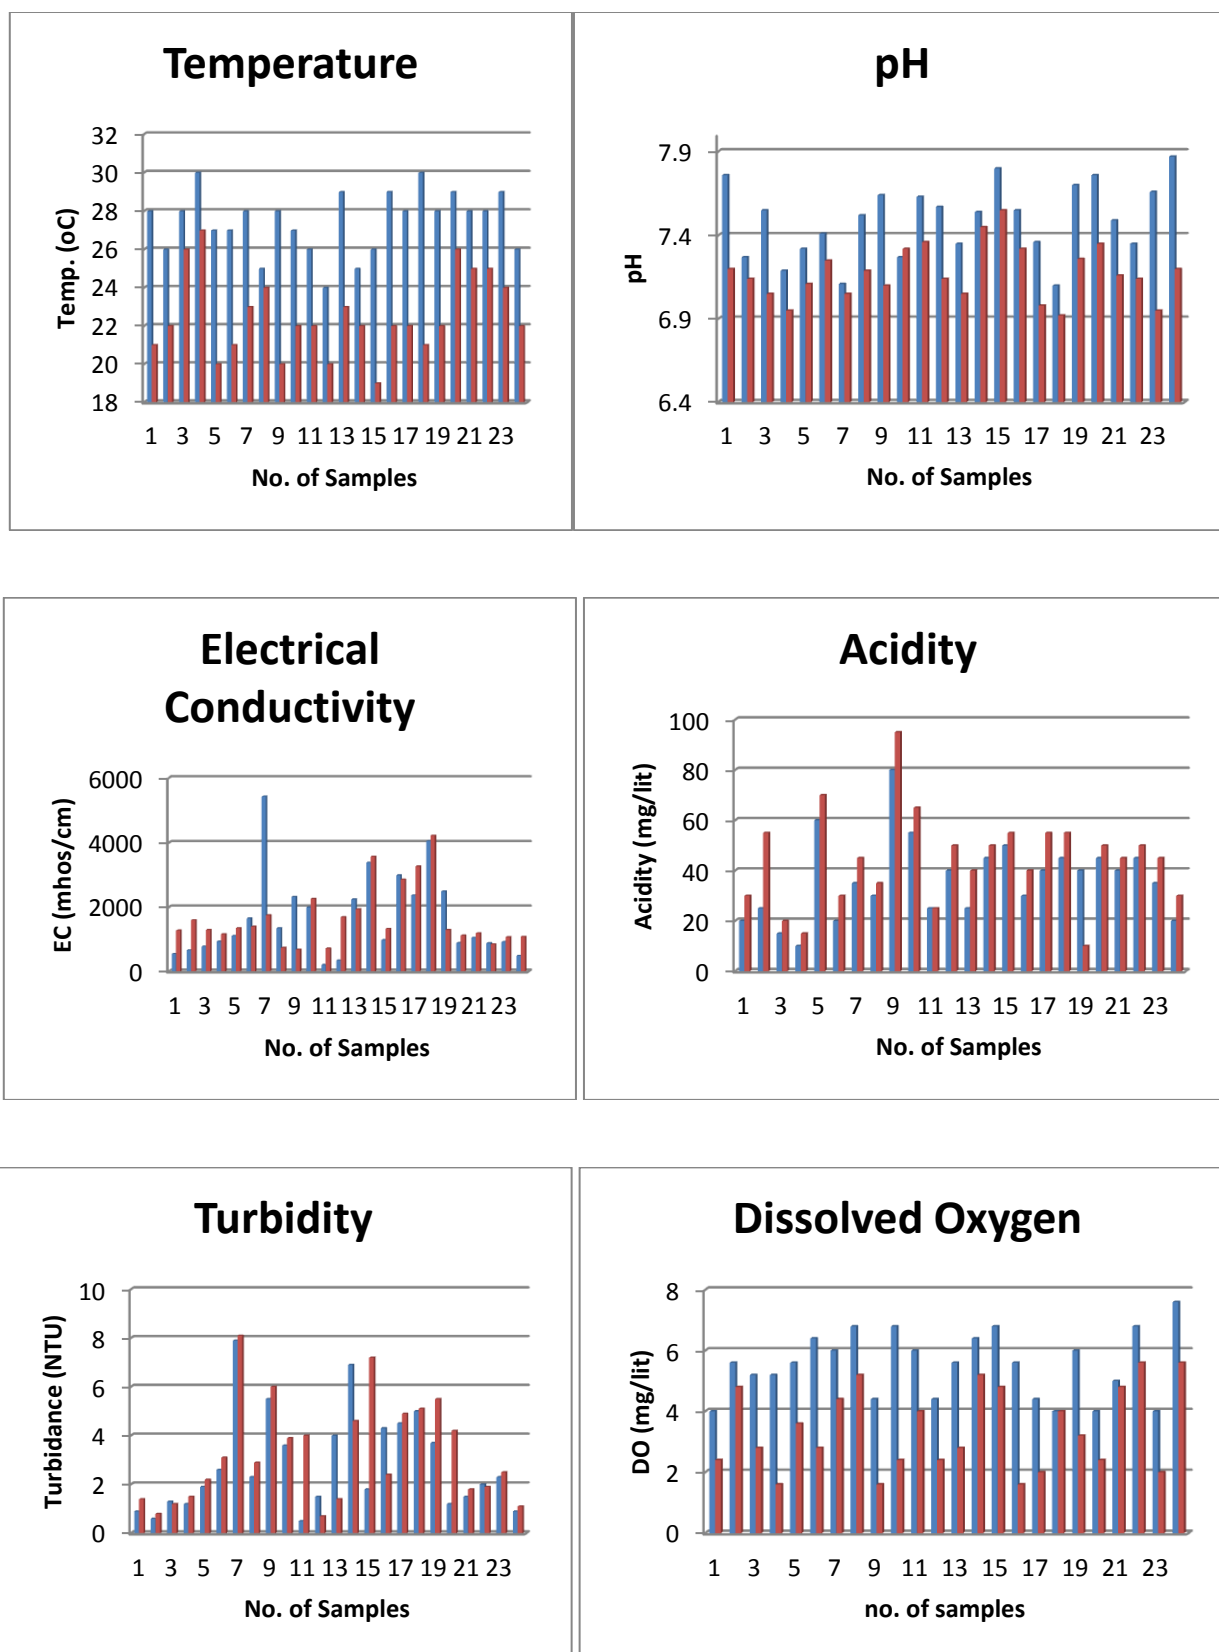 Temperature
32
30
28
26
24
22
20
18
Temp. (oC)
1 3 5 7 9 11 13 15 17 19 21 23
No. of Samples
pH
7.9
7.4
6.9
6.4
pH
1 3 5 7 9 11 13 15 17 19 21 23
No. of Samples
Electrical
Conductivity
6000
4000
2000
0
EC (mhos/cm)
1 3 5 7 9 11 13 15 17 19 21 23
No. of Samples
Acidity
100
80
60
40
20
0
Acidity (mg/lit)
1 3 5 7 9 11 13 15 17 19 21 23
No. of Samples
Turbidity
10
8
6
4
2
0
Turbidance (NTU)
1 3 5 7 9 11 13 15 17 19 21 23
No. of Samples
Dissolved Oxygen
8
6
4
2
0
DO (mg/lit)
1 3 5 7 9 11 13 15 17 19 21 23
no. of samples